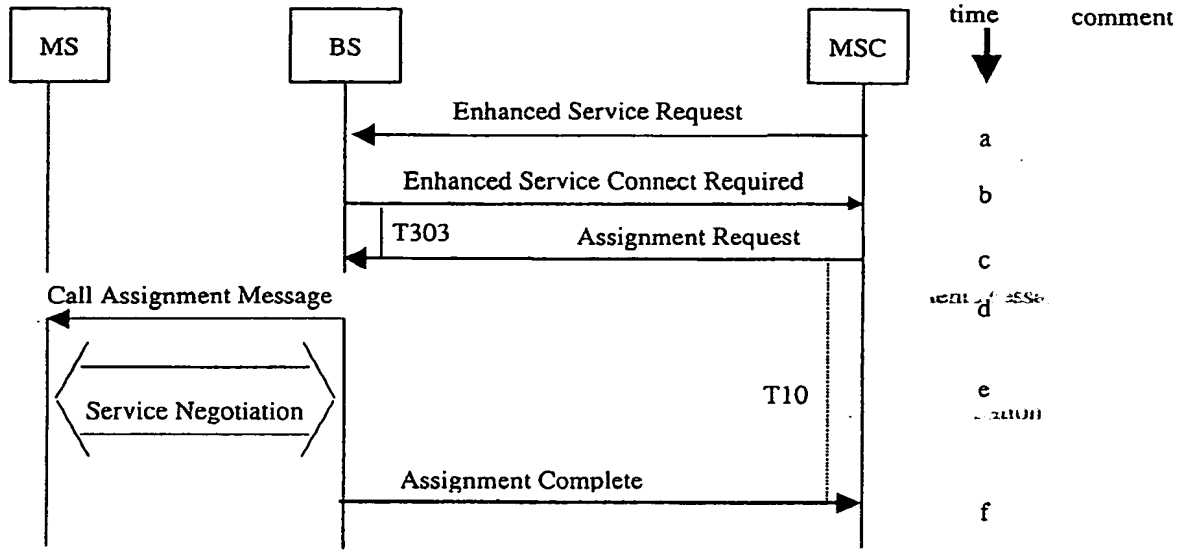 time comment
MS BS MSC
Enhanced Service Request
a
Enhanced Service Connect Required
b
T303 Assignment Request
c
Call Assignment Message
d
e
T10
Service Negotiation
Assignment Complete
f